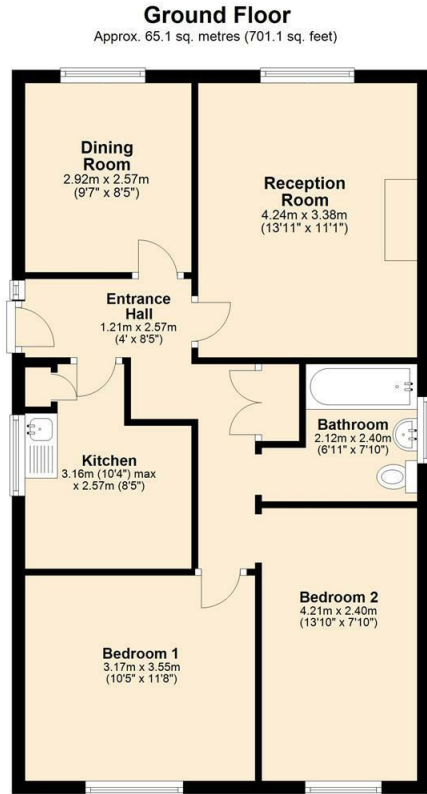 Ground Floor
Approx. 65.1 sq. metres (701.1 sq. feet)
Dining
Room
2.92m x 2.57m
(9'7" x 8'5")
Reception
Room
4.24m x 3.38m
(13'11" x 11'1")
Entrance
Hall
1.21m x 2.57m
(4' x 8'5")
Bathroom
2.12m x 2.40m
(6'11" x 7'10")
Kitchen
3.16m (10'4") max
x 2.57m (8'5")
Bedroom 2
4.21m x 2.40m
(13'10" x 7'10")
Bedroom 1
3.17m x 3.55m
(10'5" x 11'8")